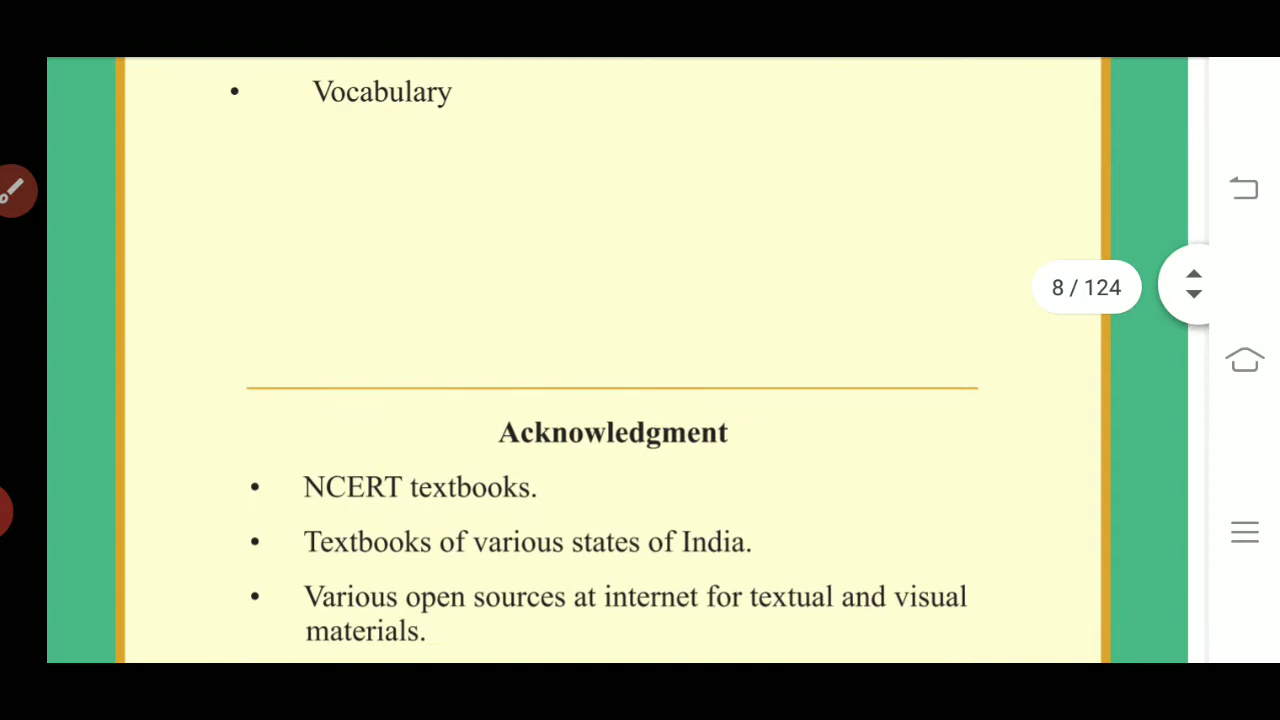 • Vocabulary
8 / 124
Acknowledgment
• NCERT textbooks.
• Textbooks of various states of India.
• Various open sources at internet for textual and visual
materials.